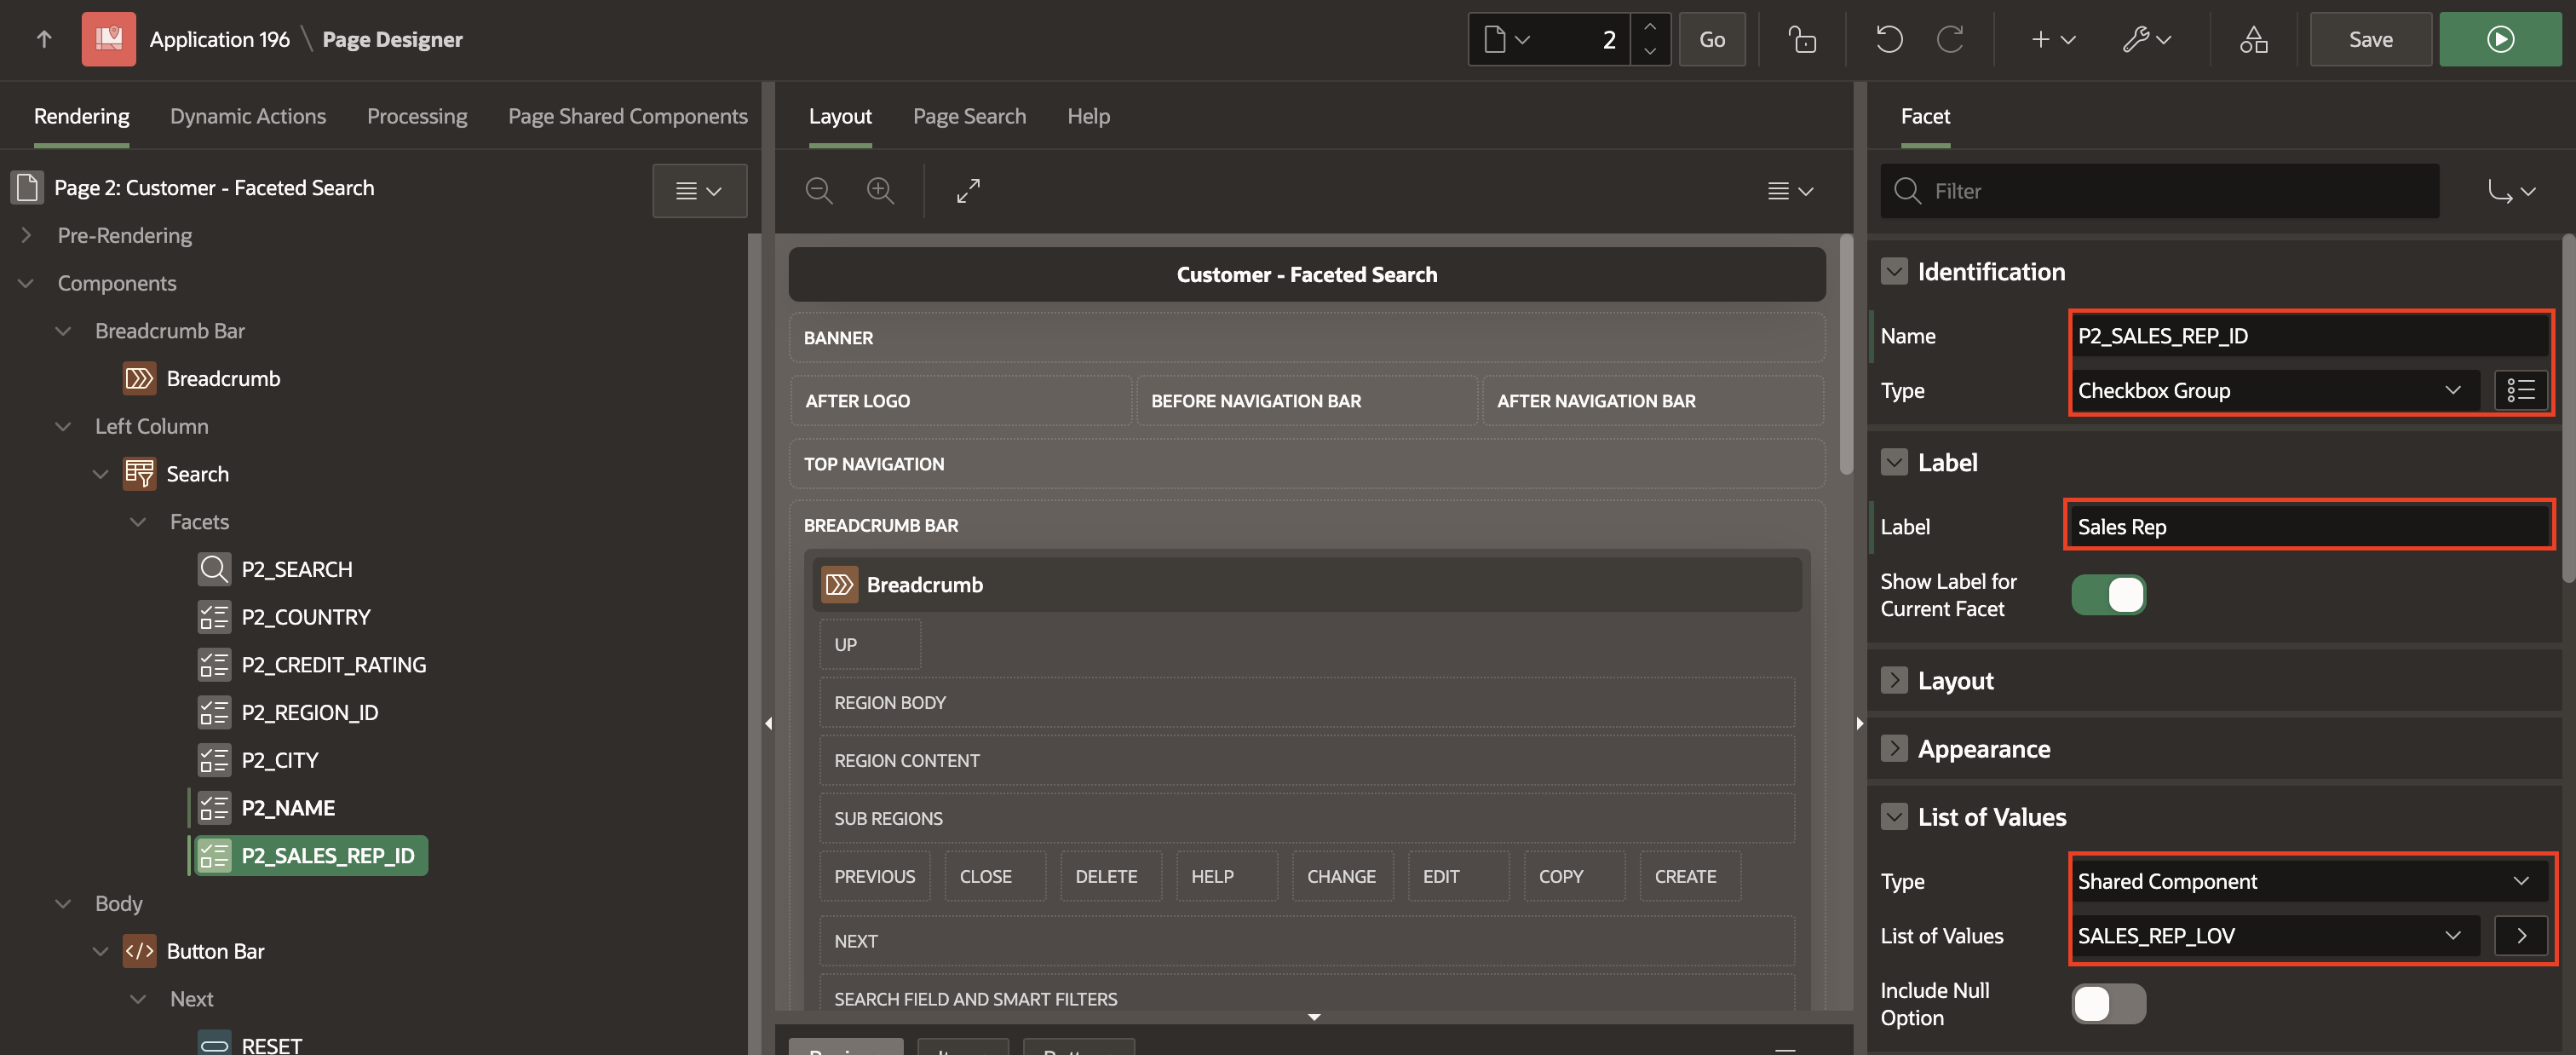 Application 196 \ Page Designer
2
Go
Save
Rendering
Dynamic Actions
Processing
Page Shared Components
Page 2: Customer - Faceted Search
Pre-Rendering
Components
Breadcrumb Bar
Breadcrumb
Left Column
Search
Facets
P2_SEARCH
P2_COUNTRY
P2_CREDIT_RATING
P2_REGION_ID
P2_CITY
P2_NAME
P2_SALES_REP_ID
Body
Button Bar
Next
RESET
Layout
Page Search
Help
Customer - Faceted Search
BANNER
AFTER LOGO
BEFORE NAVIGATION BAR
AFTER NAVIGATION BAR
TOP NAVIGATION
BREADCRUMB BAR
Breadcrumb
UP
REGION BODY
REGION CONTENT
SUB REGIONS
PREVIOUS
CLOSE
DELETE
HELP
CHANGE
EDIT
COPY
CREATE
NEXT
SEARCH FIELD AND SMART FILTERS
Facet
Filter
Identification
Name
P2_SALES_REP_ID
Type
Checkbox Group
Label
Label
Sales Rep
Show Label for
Current Facet
Layout
Appearance
List of Values
Type
Shared Component
List of Values
SALES_REP_LOV
Include Null
Option